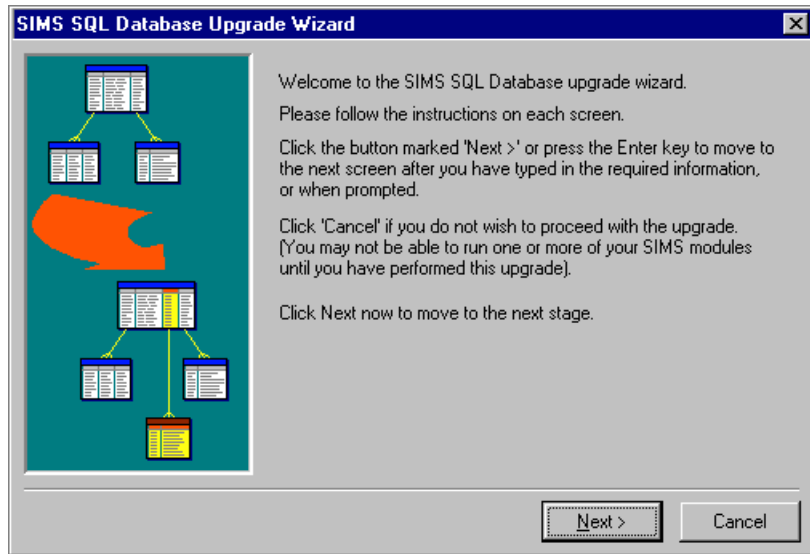 SIMS SQL Database Upgrade Wizard
Welcome to the SIMS SQL Database upgrade wizard.
Please follow the instructions on each screen.
Click the button marked 'Next >' or press the Enter key to move to
the next screen after you have typed in the required information,
or when prompted.
Click 'Cancel' if you do not wish to proceed with the upgrade.
(You may not be able to run one or more of your SIMS modules
until you have performed this upgrade).
Click Next now to move to the next stage.
Next >
Cancel